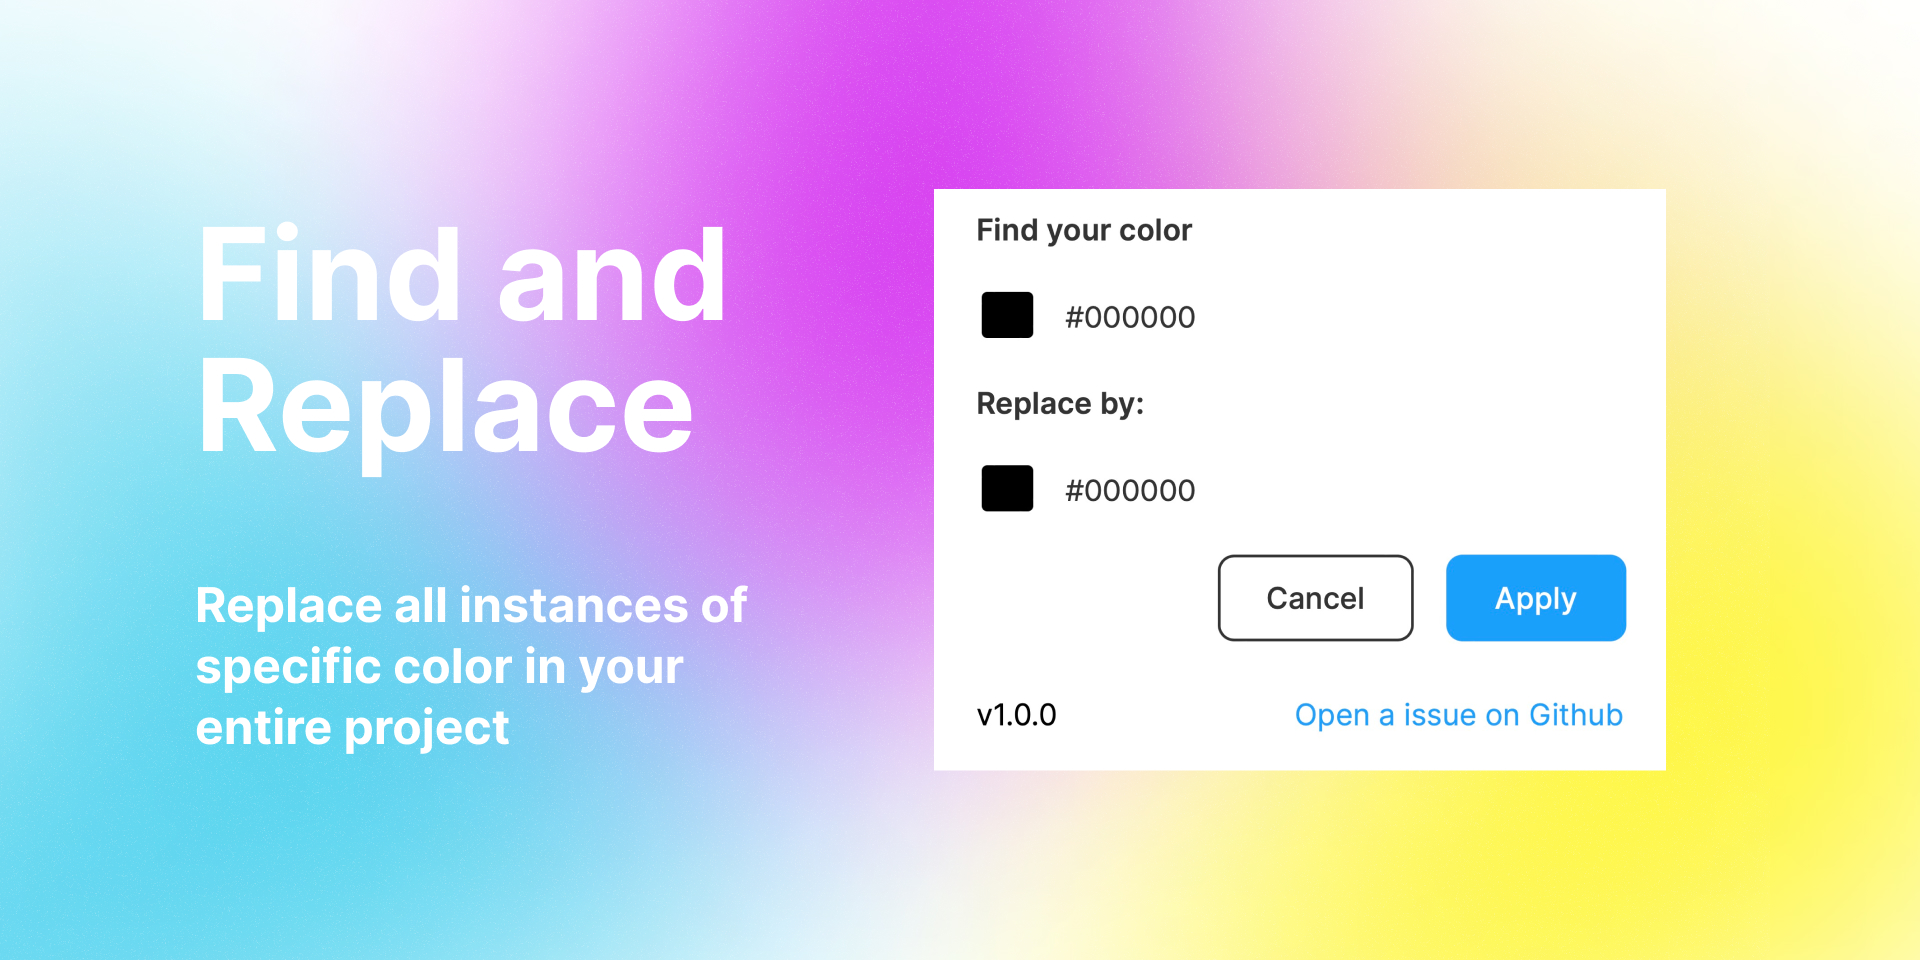 Find and
Replace
Replace all instances of
specific color in your
entire project
Find your color
#000000
Replace by:
#000000
Cancel
Apply
v1.0.0
Open a issue on Github